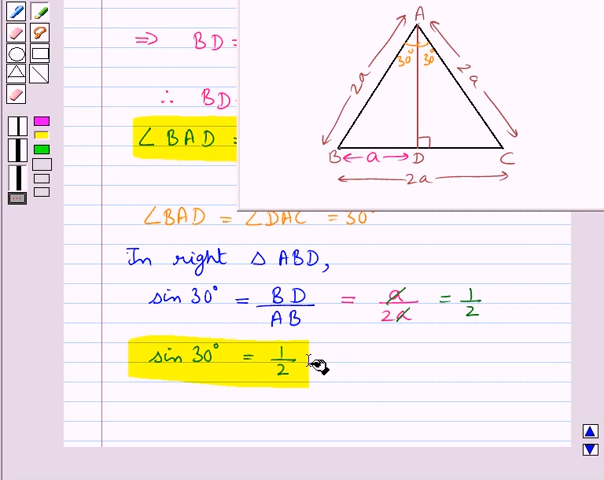 A
30° 30°
2a 2a
B a D C
2a
⇒ BD =
∴ BD
∠BAD =
∠BAD = ∠DAC = 30°
In right △ ABD,
sin 30° = BD/AB = a/2a = 1/2
sin 30° = 1/2